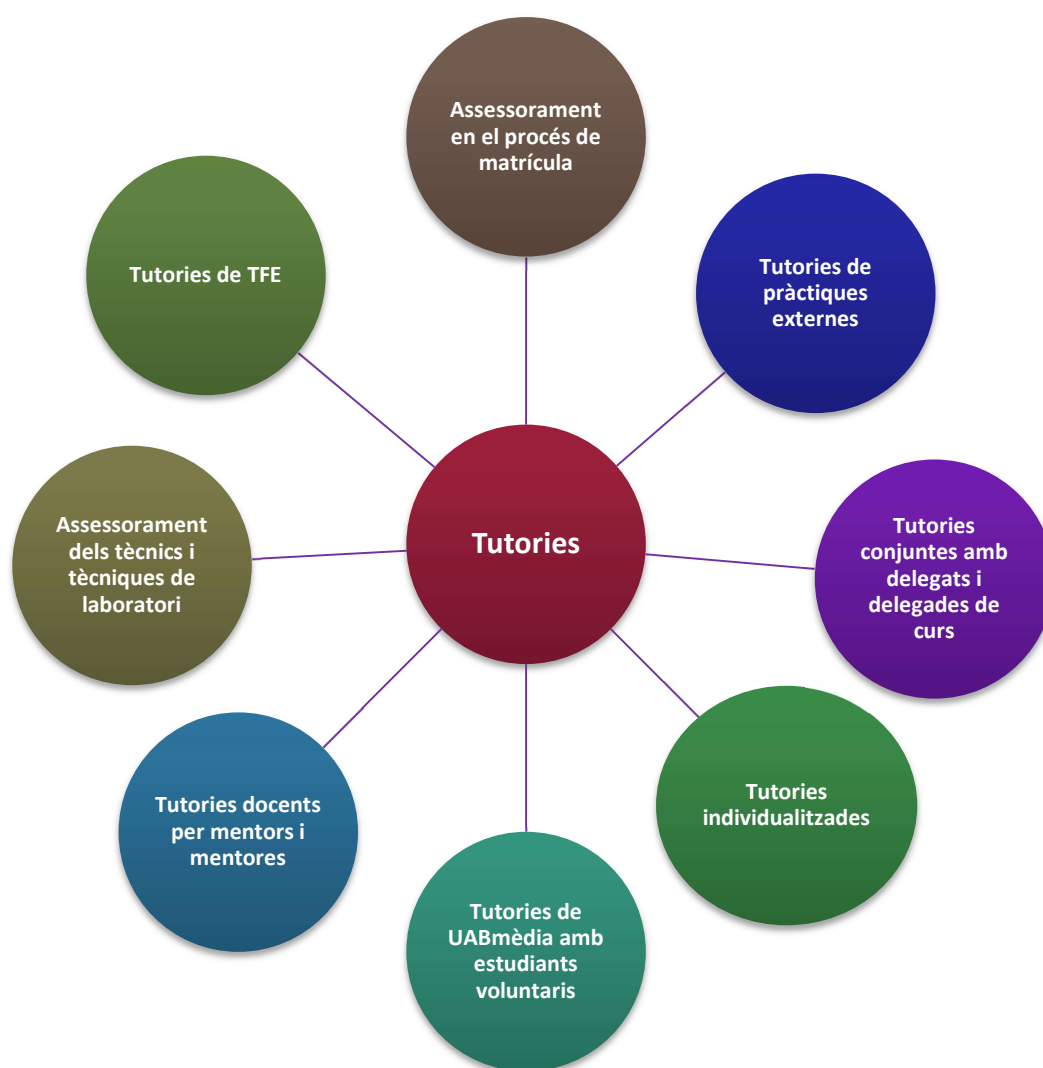 Assessorament
en el procés de
matrícula
Tutories de
pràctiques
externes
Tutories
conjuntes amb
delegats i
delegades de
curs
Tutories
individualitzades
Tutories de
UABmèdia amb
estudiants
voluntaris
Tutories docents
per mentors i
mentores
Assessorament
dels tècnics i
tècniques de
laboratori
Tutories de TFE
Tutories